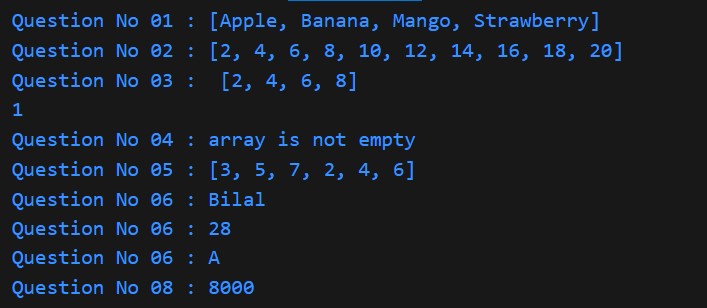 Question No 01 : [Apple, Banana, Mango, Strawberry]
Question No 02 : [2, 4, 6, 8, 10, 12, 14, 16, 18, 20]
Question No 03 :  [2, 4, 6, 8]
1
Question No 04 : array is not empty
Question No 05 : [3, 5, 7, 2, 4, 6]
Question No 06 : Bilal
Question No 06 : 28
Question No 06 : A
Question No 08 : 8000